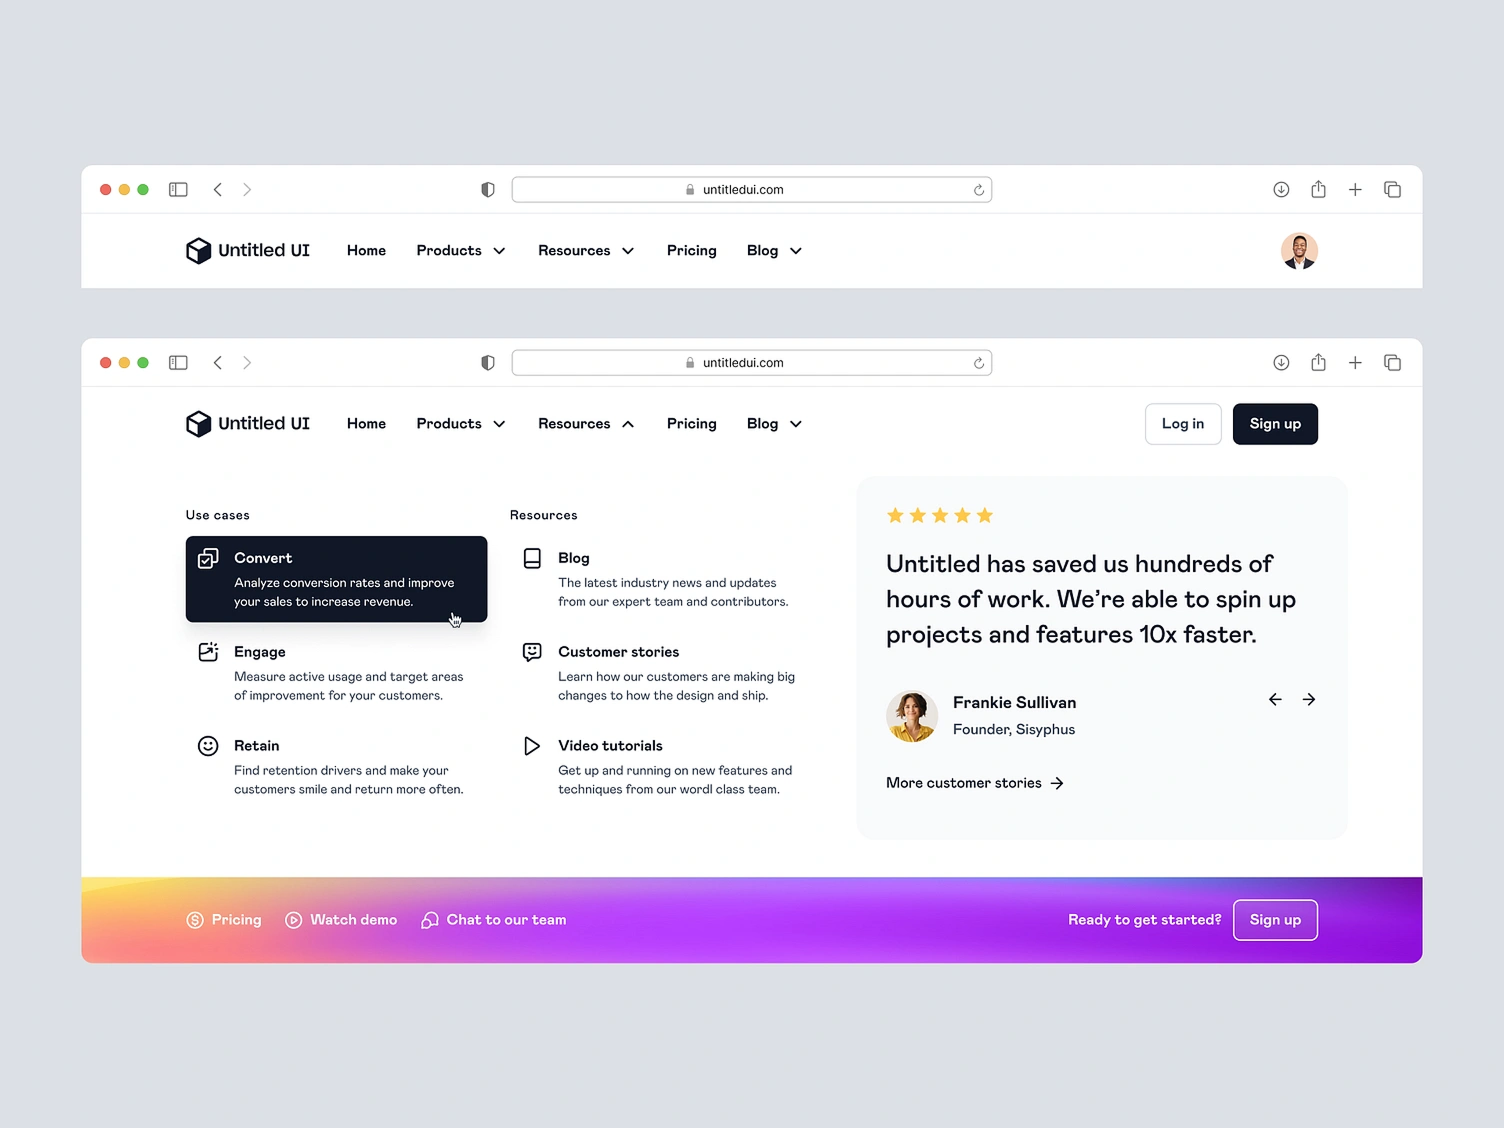 untitledui.com
Untitled UI Home Products Resources Pricing Blog
untitledui.com
Untitled UI Home Products Resources Pricing Blog Log in Sign up
Use cases
Convert
Analyze conversion rates and improve
your sales to increase revenue.
Engage
Measure active usage and target areas
of improvement for your customers.
Retain
Find retention drivers and make your
customers smile and return more often.
Resources
Blog
The latest industry news and updates
from our expert team and contributors.
Customer stories
Learn how our customers are making big
changes to how the design and ship.
Video tutorials
Get up and running on new features and
techniques from our wordl class team.
Untitled has saved us hundreds of
hours of work. We’re able to spin up
projects and features 10x faster.
Frankie Sullivan
Founder, Sisyphus
More customer stories
Pricing Watch demo Chat to our team Ready to get started? Sign up